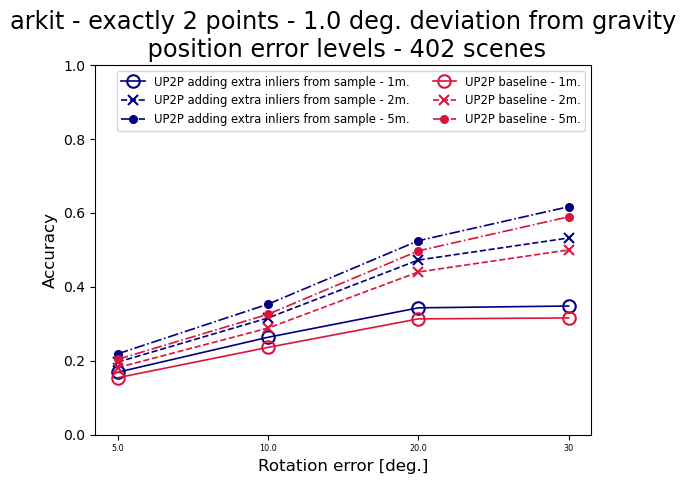 arkit - exactly 2 points - 1.0 deg. deviation from gravity
position error levels - 402 scenes
UP2P adding extra inliers from sample - 1m.
UP2P adding extra inliers from sample - 2m.
UP2P adding extra inliers from sample - 5m.
UP2P baseline - 1m.
UP2P baseline - 2m.
UP2P baseline - 5m.
Accuracy
1.0
0.8
0.6
0.4
0.2
0.0
5.0 10.0 20.0 30
Rotation error [deg.]